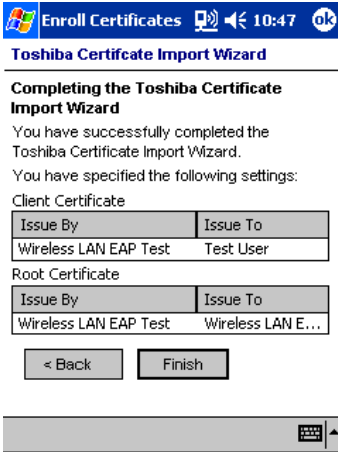 Enroll Certificates 10:47 ok
Toshiba Certifcate Import Wizard
Completing the Toshiba Certificate
Import Wizard
You have successfully completed the
Toshiba Certificate Import Wizard.
You have specified the following settings:
Client Certificate
Issue By Issue To
Wireless LAN EAP Test Test User
Root Certificate
Issue By Issue To
Wireless LAN EAP Test Wireless LAN E...
< Back Finish